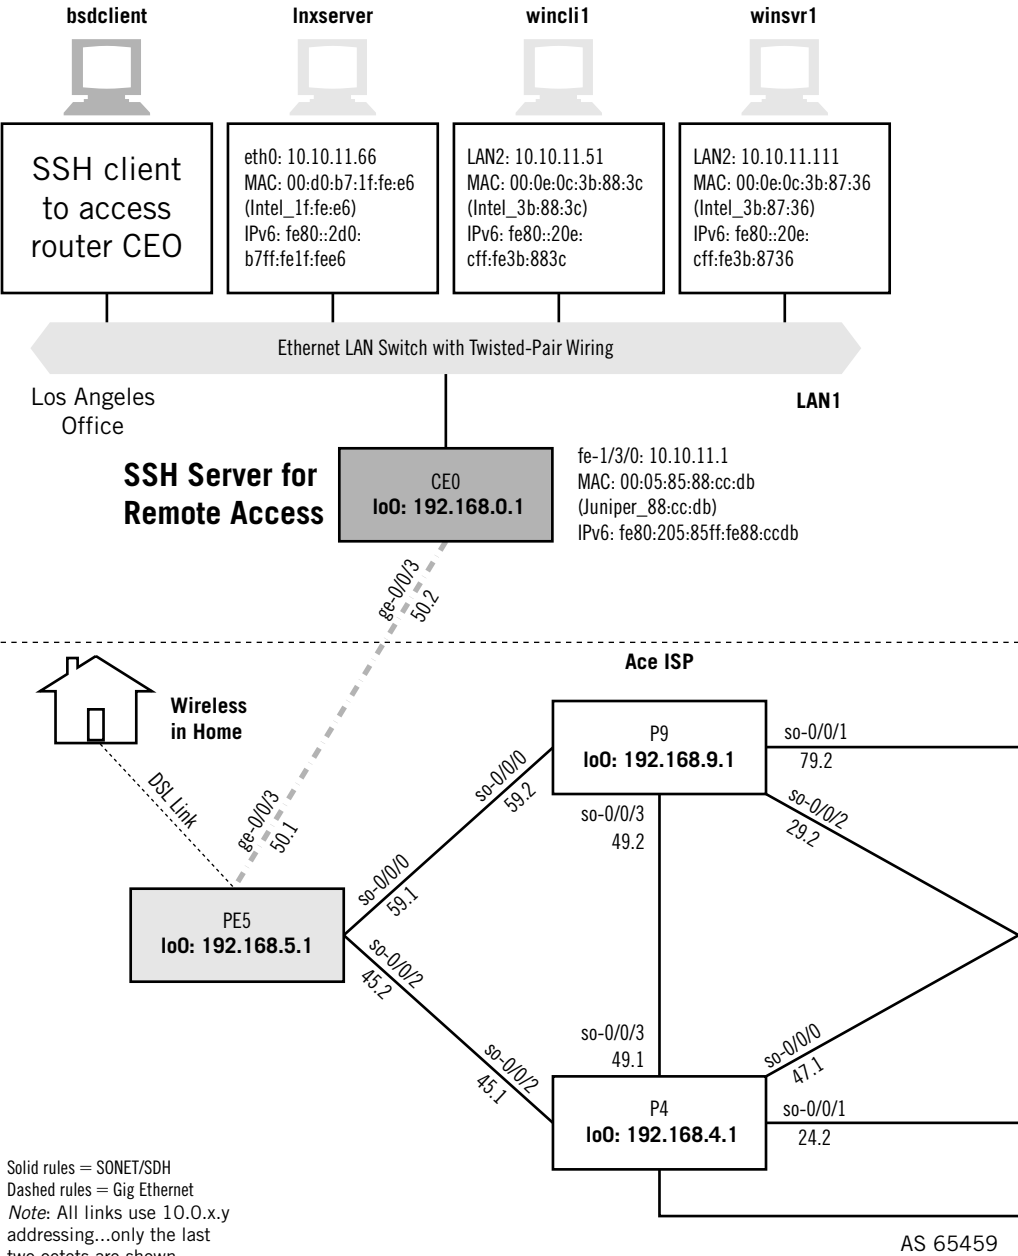 bsdclient
lnxserver
wincli1
winsvr1
SSH client
to access
router CEO
eth0: 10.10.11.66
MAC: 00:d0:b7:1f:fe:e6
(Intel_1f:fe:e6)
IPv6: fe80::2d0:
b7ff:fe1f:fee6
LAN2: 10.10.11.51
MAC: 00:0e:0c:3b:88:3c
(Intel_3b:88:3c)
IPv6: fe80::20e:
cff:fe3b:883c
LAN2: 10.10.11.111
MAC: 00:0e:0c:3b:87:36
(Intel_3b:87:36)
IPv6: fe80::20e:
cff:fe3b:8736
Ethernet LAN Switch with Twisted-Pair Wiring
Los Angeles
Office
LAN1
SSH Server for
Remote Access
CE0
lo0: 192.168.0.1
fe-1/3/0: 10.10.11.1
MAC: 00:05:85:88:cc:db
(Juniper_88:cc:db)
IPv6: fe80:205:85ff:fe88:ccdb
ge-0/0/3
50.2
Ace ISP
Wireless
in Home
DSL Link
ge-0/0/3
50.1
P9
lo0: 192.168.9.1
so-0/0/1
79.2
so-0/0/0
59.2
so-0/0/3
49.2
so-0/0/2
29.2
so-0/0/0
59.1
PE5
lo0: 192.168.5.1
so-0/0/2
45.2
so-0/0/2
45.1
so-0/0/3
49.1
so-0/0/0
47.1
P4
lo0: 192.168.4.1
so-0/0/1
24.2
Solid rules = SONET/SDH
Dashed rules = Gig Ethernet
Note: All links use 10.0.x.y
addressing...only the last
two octets are shown
AS 65459